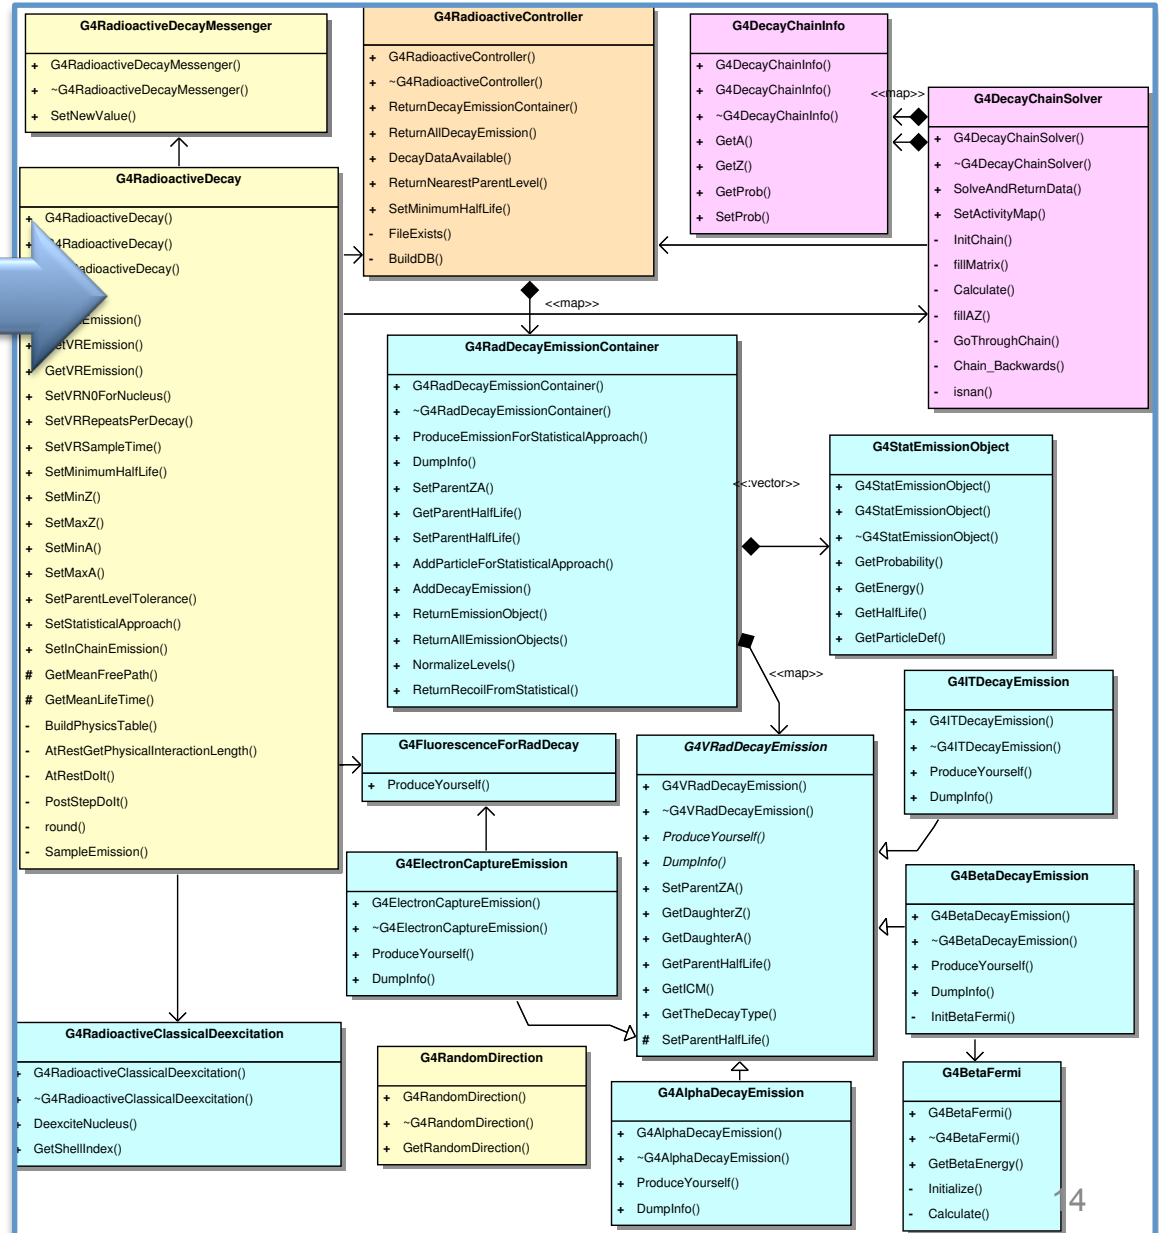 G4RadioactiveDecayMessenger
+ G4RadioactiveDecayMessenger()
+ ~G4RadioactiveDecayMessenger()
+ SetNewValue()
G4RadioactiveController
+ G4RadioactiveController()
+ ~G4RadioactiveController()
+ ReturnDecayEmissionContainer()
+ ReturnAllDecayEmission()
+ DecayDataAvailable()
+ ReturnNearestParentLevel()
+ SetMinimumHalfLife()
- FileExists()
- BuildDB()
G4DecayChainInfo
+ G4DecayChainInfo()
+ G4DecayChainInfo()
+ ~G4DecayChainInfo()
+ GetA()
+ GetZ()
+ GetProb()
+ SetProb()
<<map>>
G4DecayChainSolver
+ G4DecayChainSolver()
+ ~G4DecayChainSolver()
+ SolveAndReturnData()
+ SetActivityMap()
- InitChain()
- fillMatrix()
- Calculate()
- fillAZ()
- GoThroughChain()
- Chain_Backwards()
- isnan()
G4RadioactiveDecay
+ G4RadioactiveDecay()
+ G4RadioactiveDecay()
adioactiveDecay()
Emission()
+ SetVREmission()
+ GetVREmission()
+ SetVRN0ForNucleus()
+ SetVRRepeatsPerDecay()
+ SetVRSampleTime()
+ SetMinimumHalfLife()
+ SetMinZ()
+ SetMaxZ()
+ SetMinA()
+ SetMaxA()
+ SetParentLevelTolerance()
+ SetStatisticalApproach()
+ SetInChainEmission()
# GetMeanFreePath()
# GetMeanLifeTime()
- BuildPhysicsTable()
- AtRestGetPhysicalInteractionLength()
- AtRestDoIt()
- PostStepDoIt()
- round()
- SampleEmission()
<<map>>
G4RadDecayEmissionContainer
+ G4RadDecayEmissionContainer()
+ ~G4RadDecayEmissionContainer()
+ ProduceEmissionForStatisticalApproach()
+ DumpInfo()
+ SetParentZA()
+ GetParentHalfLife()
+ SetParentHalfLife()
+ AddParticleForStatisticalApproach()
+ AddDecayEmission()
+ ReturnEmissionObject()
+ ReturnAllEmissionObjects()
+ NormalizeLevels()
+ ReturnRecoilFromStatistical()
<<:vector>>
G4StatEmissionObject
+ G4StatEmissionObject()
+ G4StatEmissionObject()
+ ~G4StatEmissionObject()
+ GetProbability()
+ GetEnergy()
+ GetHalfLife()
+ GetParticleDef()
<<map>>
G4ITDecayEmission
+ G4ITDecayEmission()
+ ~G4ITDecayEmission()
+ ProduceYourself()
+ DumpInfo()
G4FluorescenceForRadDecay
+ ProduceYourself()
G4VRadDecayEmission
+ G4VRadDecayEmission()
+ ~G4VRadDecayEmission()
+ ProduceYourself()
+ DumpInfo()
+ SetParentZA()
+ GetDaughterZ()
+ GetDaughterA()
+ GetParentHalfLife()
+ GetICM()
+ GetTheDecayType()
# SetParentHalfLife()
G4ElectronCaptureEmission
+ G4ElectronCaptureEmission()
+ ~G4ElectronCaptureEmission()
+ ProduceYourself()
+ DumpInfo()
G4BetaDecayEmission
+ G4BetaDecayEmission()
+ ~G4BetaDecayEmission()
+ ProduceYourself()
+ DumpInfo()
- InitBetaFermi()
G4RadioactiveClassicalDeexcitation
+ G4RadioactiveClassicalDeexcitation()
+ ~G4RadioactiveClassicalDeexcitation()
+ DeexciteNucleus()
+ GetShellIndex()
G4RandomDirection
+ G4RandomDirection()
+ ~G4RandomDirection()
+ GetRandomDirection()
G4AlphaDecayEmission
+ G4AlphaDecayEmission()
+ ~G4AlphaDecayEmission()
+ ProduceYourself()
+ DumpInfo()
G4BetaFermi
+ G4BetaFermi()
+ ~G4BetaFermi()
+ GetBetaEnergy()
- Initialize()
- Calculate()
14